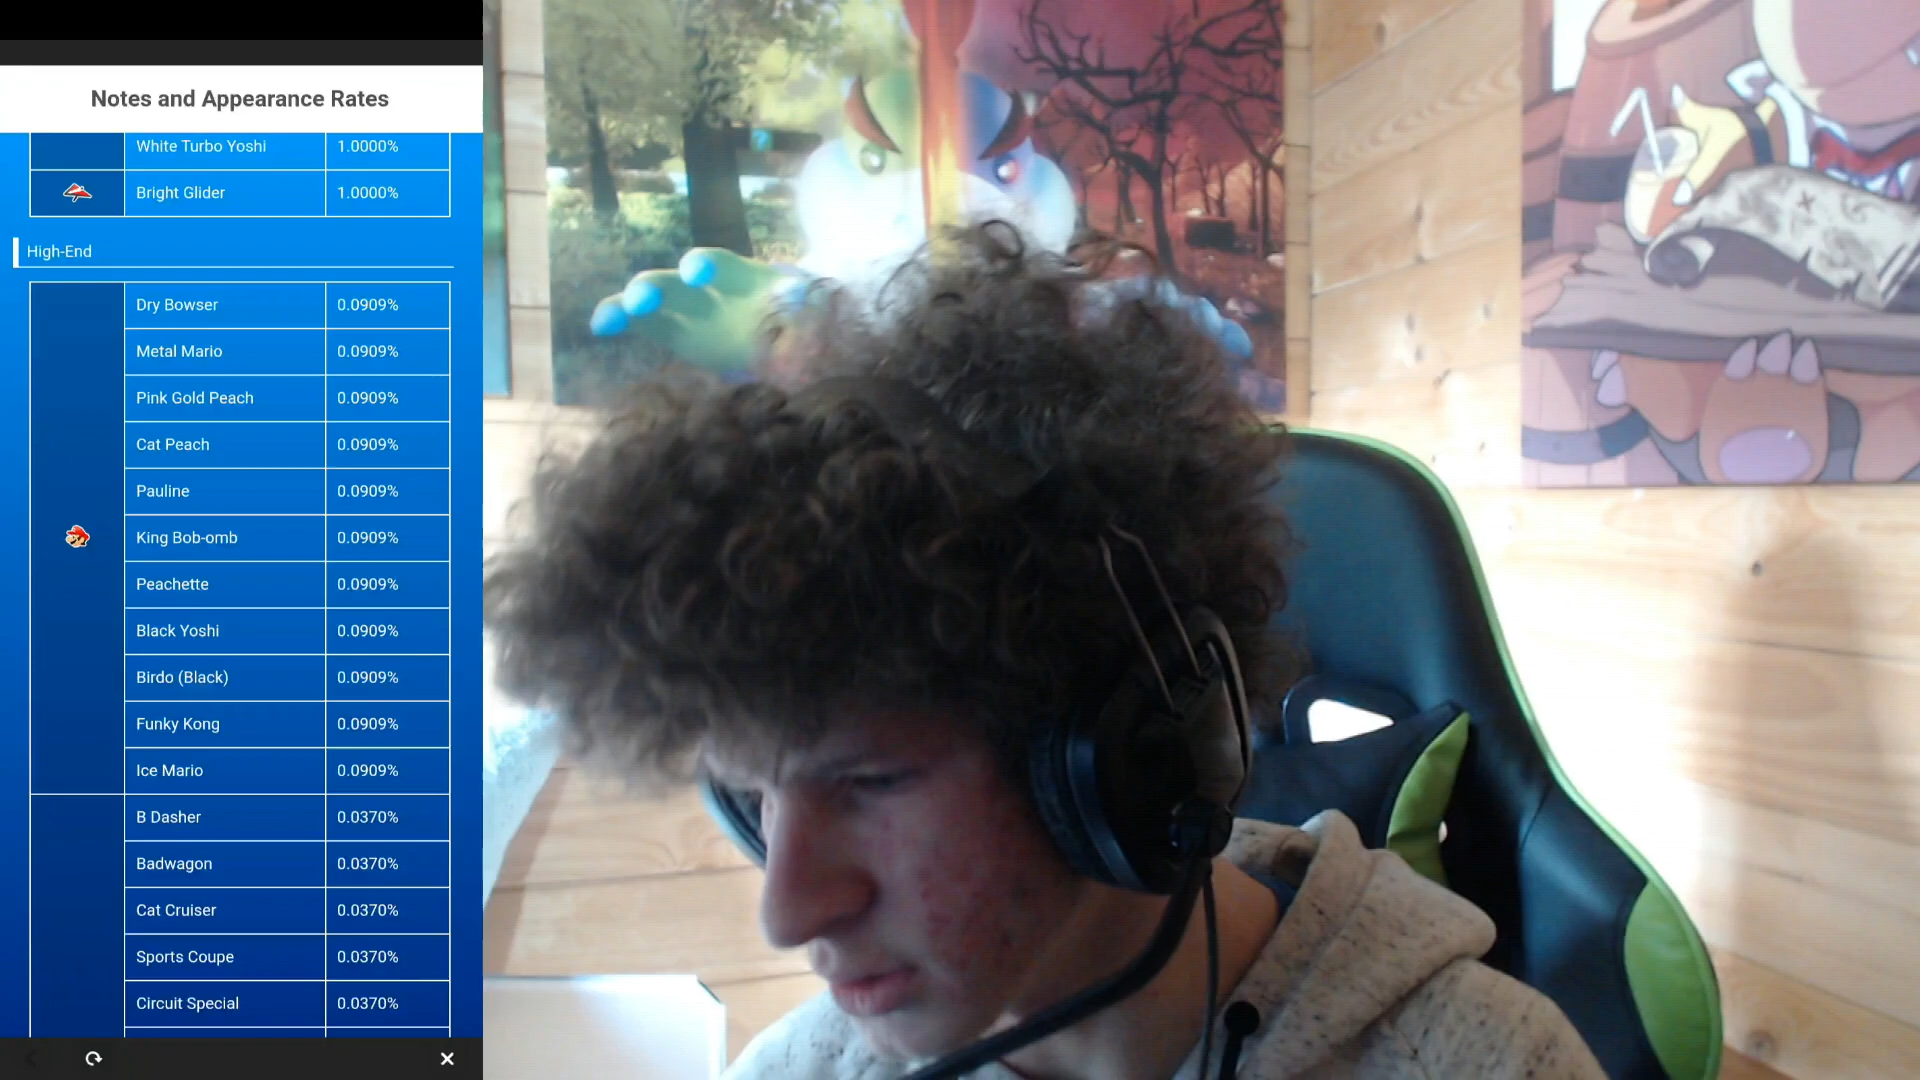 Notes and Appearance Rates
White Turbo Yoshi 1.0000%
Bright Glider 1.0000%
High-End
Dry Bowser 0.0909%
Metal Mario 0.0909%
Pink Gold Peach 0.0909%
Cat Peach 0.0909%
Pauline 0.0909%
King Bob-omb 0.0909%
Peachette 0.0909%
Black Yoshi 0.0909%
Birdo (Black) 0.0909%
Funky Kong 0.0909%
Ice Mario 0.0909%
B Dasher 0.0370%
Badwagon 0.0370%
Cat Cruiser 0.0370%
Sports Coupe 0.0370%
Circuit Special 0.0370%